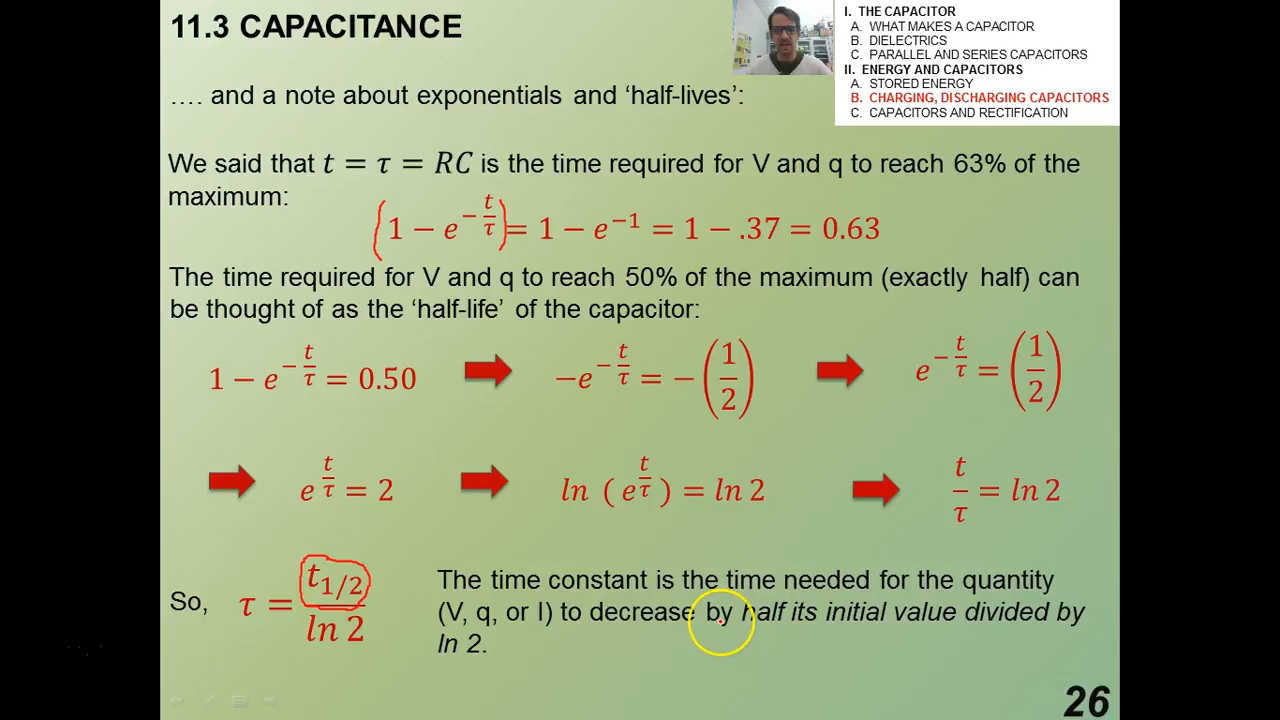 11.3 CAPACITANCE
I. THE CAPACITOR
A. WHAT MAKES A CAPACITOR
B. DIELECTRICS
C. PARALLEL AND SERIES CAPACITORS
II. ENERGY AND CAPACITORS
A. STORED ENERGY
B. CHARGING, DISCHARGING CAPACITORS
C. CAPACITORS AND RECTIFICATION
.... and a note about exponentials and ‘half-lives’:
We said that t = τ = RC is the time required for V and q to reach 63% of the
maximum:
(1 − e^{−t/τ}) = 1 − e^{−1} = 1 − .37 = 0.63
The time required for V and q to reach 50% of the maximum (exactly half) can
be thought of as the ‘half-life’ of the capacitor:
1 − e^{−t/τ} = 0.50 −e^{−t/τ} = −(1/2) e^{−t/τ} = (1/2)
e^{t/τ} = 2 ln (e^{t/τ}) = ln 2 t/τ = ln 2
So, τ = t_{1/2}/ln 2
The time constant is the time needed for the quantity
(V, q, or I) to decrease by half its initial value divided by
ln 2.
26